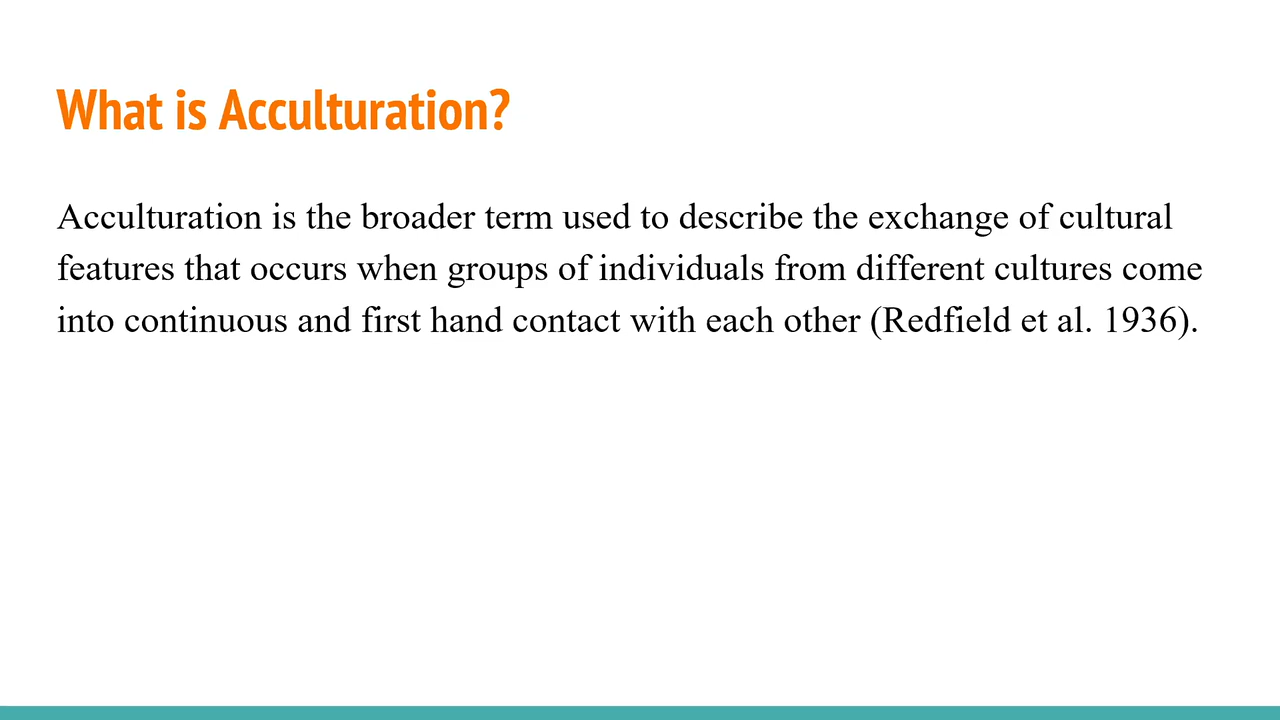 What is Acculturation?
Acculturation is the broader term used to describe the exchange of cultural
features that occurs when groups of individuals from different cultures come
into continuous and first hand contact with each other (Redfield et al. 1936).